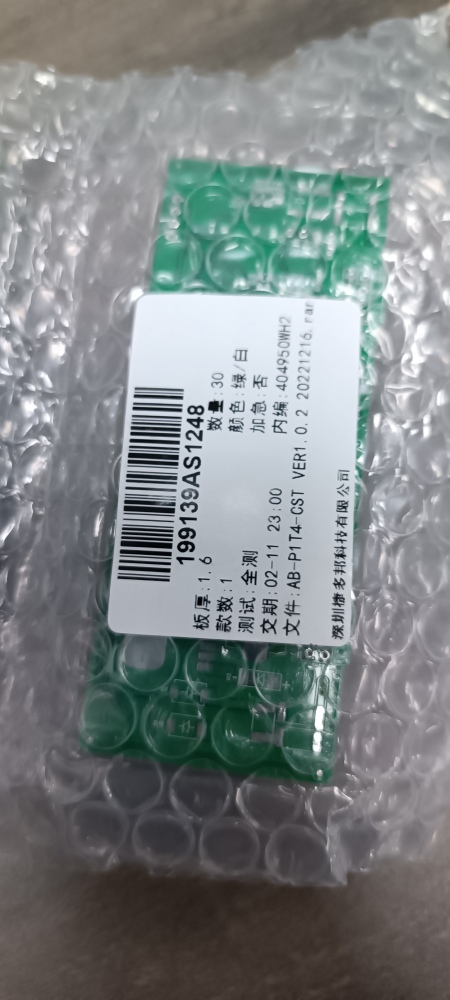 199139AS1248
板厚:1.6 数量:30
款数:1 颜色:绿/白
测试:全测 加急:否
交期:02-11 23:00 内编:404950WH2
文件:AB-P1T4-CST VER1.0.2 20221216.rar
深圳捷多邦科技有限公司